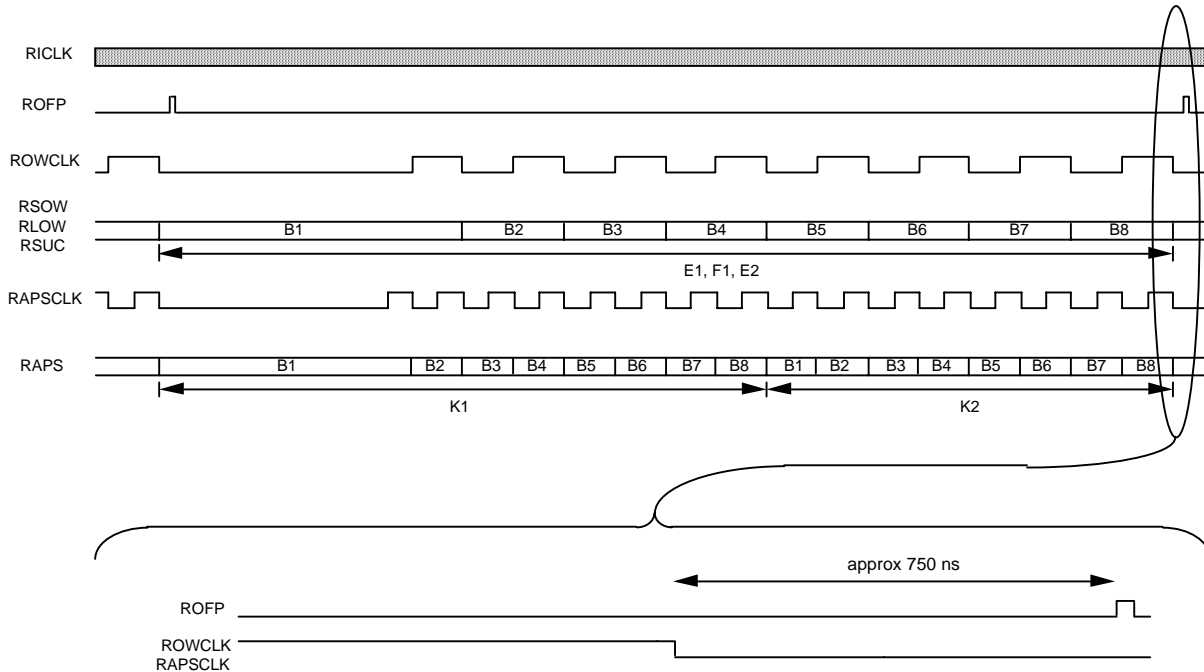 RICLK
ROFP
ROWCLK
RSOW
RLOW
RSUC
B1 B2 B3 B4 B5 B6 B7 B8
E1, F1, E2
RAPSCLK
RAPS
B1 B2 B3 B4 B5 B6 B7 B8 B1 B2 B3 B4 B5 B6 B7 B8
K1 K2
approx 750 ns
ROFP
ROWCLK
RAPSCLK